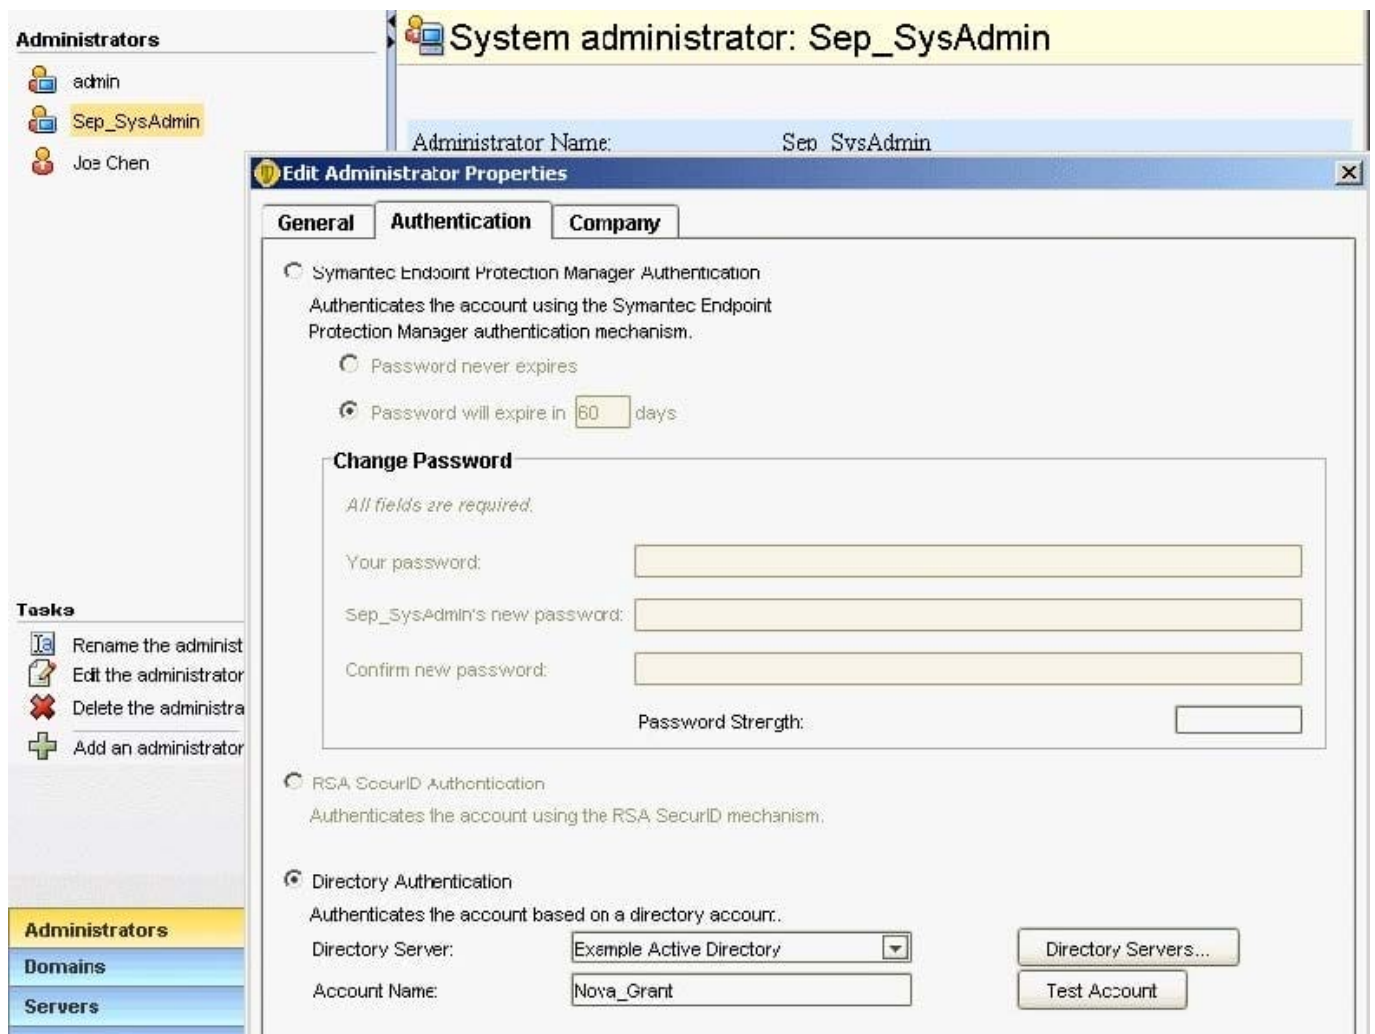 Administrators
admin
Sep_SysAdmin
Joe Chen
System administrator: Sep_SysAdmin
Administrator Name: Sep_SysAdmin
Edit Administrator Properties
General Authentication Company
Symantec Endpoint Protection Manager Authentication
Authenticates the account using the Symantec Endpoint
Protection Manager authentication mechanism.
Password never expires
Password will expire in 60 days
Change Password
All fields are required.
Your password:
Sep_SysAdmin's new password:
Confirm new password:
Password Strength:
RSA SecurID Authentication
Authenticates the account using the RSA SecurID mechanism.
Directory Authentication
Authenticates the account based on a directory account.
Directory Server: Example Active Directory Directory Servers...
Account Name: Nova_Grant Test Account
Tasks
Rename the administ
Edit the administrator
Delete the administra
Add an administrator
Administrators
Domains
Servers